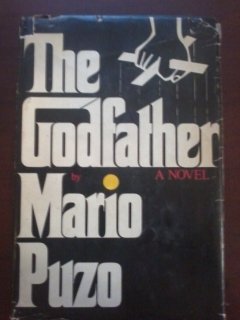 The
Godfather
by
A NOVEL
Mario
Puzo